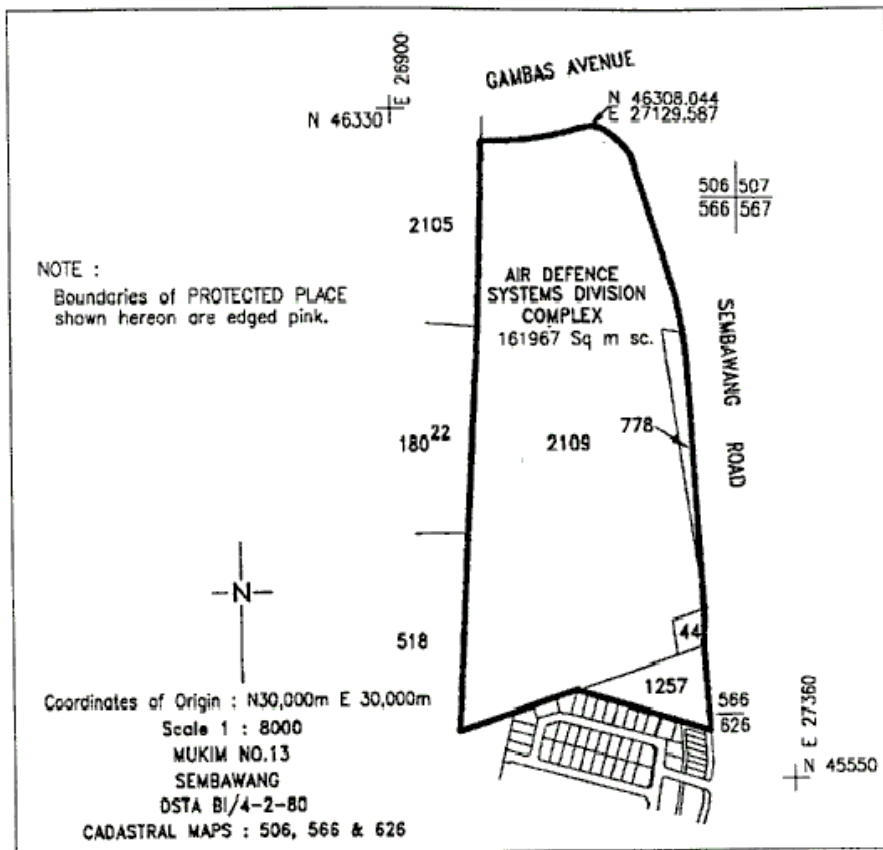 GAMBAS AVENUE
E 26900
N 46330
N 46308.044
E 27129.587
506 507
566 567
2105
NOTE :
Boundaries of PROTECTED PLACE
shown hereon are edged pink.
AIR DEFENCE
SYSTEMS DIVISION
COMPLEX
161967 Sq m sc.
SEMBAWANG ROAD
778
180²²
2109
N
518
44
1257
566
626
E 27360
N 45550
Coordinates of Origin : N30,000m E 30,000m
Scale 1 : 8000
MUKIM NO.13
SEMBAWANG
DSTA BI/4-2-80
CADASTRAL MAPS : 506, 566 & 626